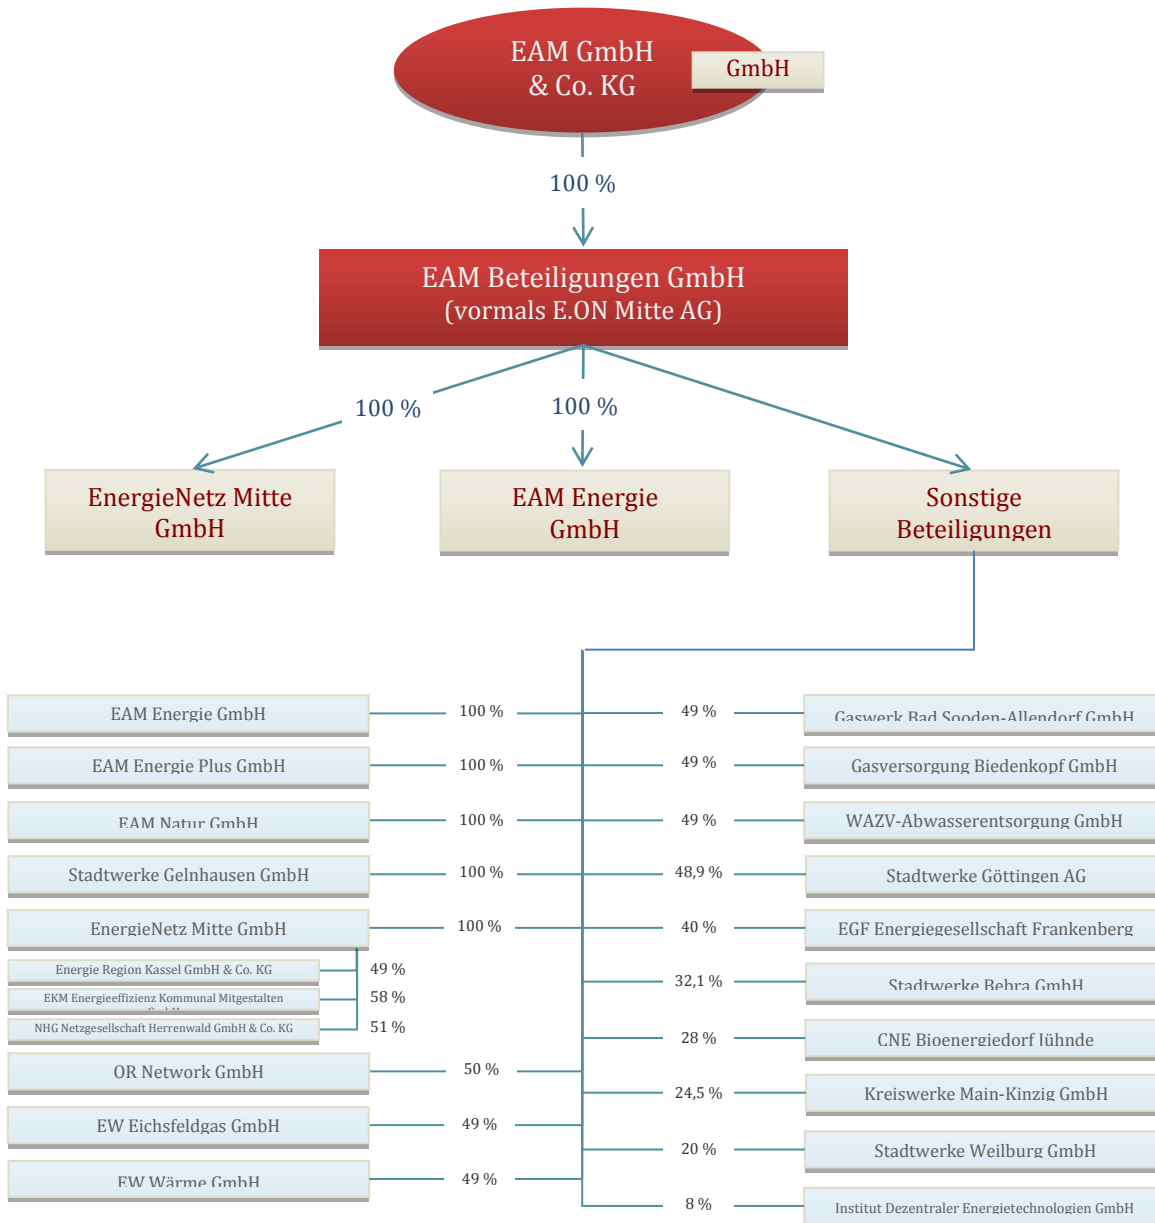 EAM GmbH
& Co. KG
GmbH
100 %
EAM Beteiligungen GmbH
(vormals E.ON Mitte AG)
100 %
100 %
EnergieNetz Mitte
GmbH
EAM Energie
GmbH
Sonstige
Beteiligungen
EAM Energie GmbH
100 %
49 %
Gaswerk Bad Sooden-Allendorf GmbH
EAM Energie Plus GmbH
100 %
49 %
Gasversorgung Biedenkopf GmbH
EAM Natur GmbH
100 %
49 %
WAZV-Abwasserentsorgung GmbH
Stadtwerke Gelnhausen GmbH
100 %
48,9 %
Stadtwerke Göttingen AG
EnergieNetz Mitte GmbH
100 %
40 %
EGF Energiegesellschaft Frankenberg
Energie Region Kassel GmbH & Co. KG
49 %
EKM Energieeffizienz Kommunal Mitgestalten
GmbH
58 %
NHG Netzgesellschaft Herrenwald GmbH & Co. KG
51 %
32,1 %
Stadtwerke Bebra GmbH
28 %
CNE Bioenergiedorf Jühnde
OR Network GmbH
50 %
24,5 %
Kreiswerke Main-Kinzig GmbH
EW Eichsfeldgas GmbH
49 %
20 %
Stadtwerke Weilburg GmbH
EW Wärme GmbH
49 %
8 %
Institut Dezentraler Energietechnologien GmbH